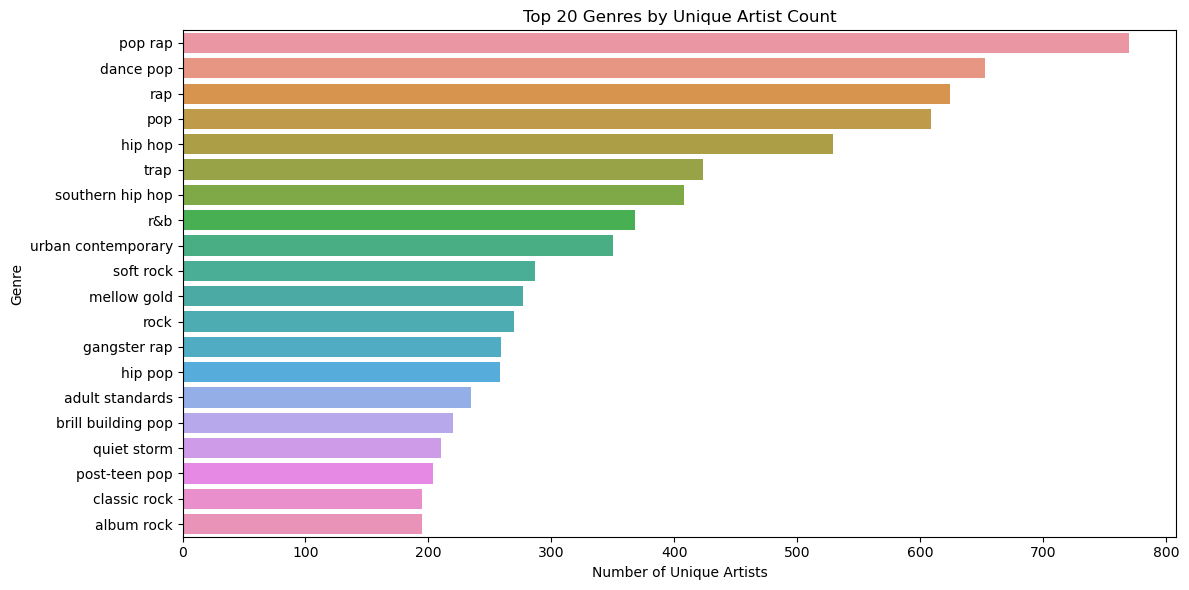 Top 20 Genres by Unique Artist Count
Genre
pop rap
dance pop
rap
pop
hip hop
trap
southern hip hop
r&b
urban contemporary
soft rock
mellow gold
rock
gangster rap
hip pop
adult standards
brill building pop
quiet storm
post-teen pop
classic rock
album rock
0 100 200 300 400 500 600 700 800
Number of Unique Artists